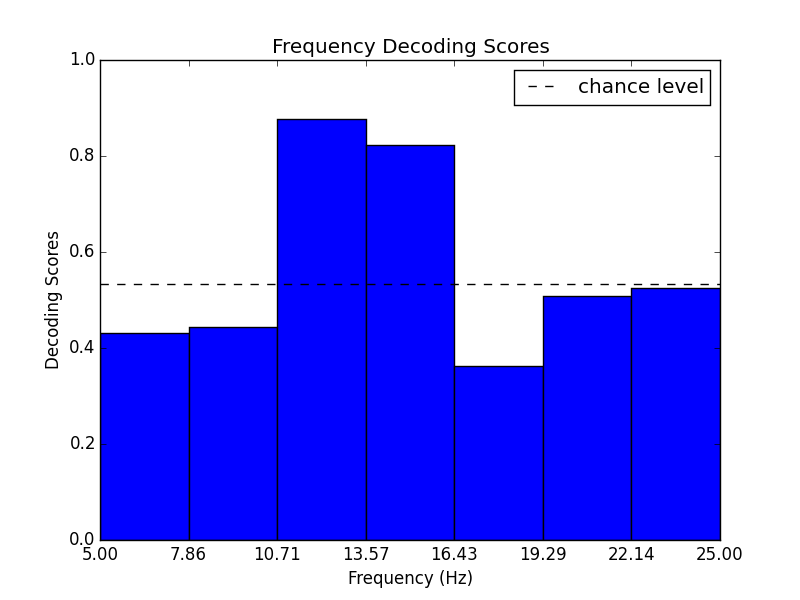 Frequency Decoding Scores
chance level
1.0
0.8
0.6
0.4
0.2
0.0
Decoding Scores
5.00 7.86 10.71 13.57 16.43 19.29 22.14 25.00
Frequency (Hz)